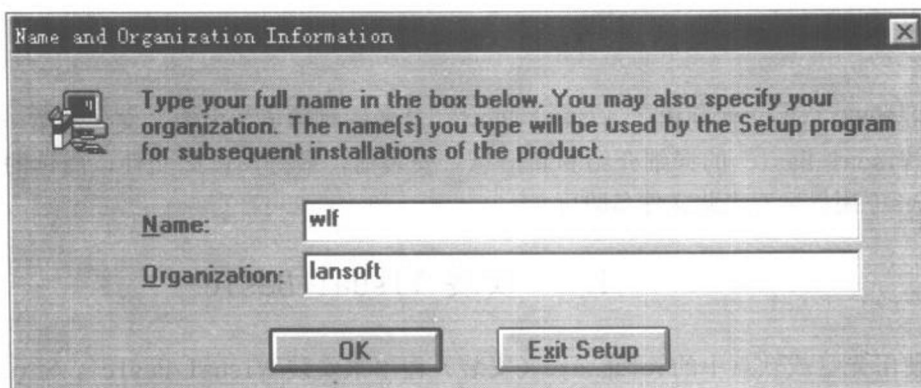 Name and Organization Information
Type your full name in the box below. You may also specify your
organization. The name(s) you type will be used by the Setup program
for subsequent installations of the product.
Name: wlf
Organization: lansoft
OK Exit Setup